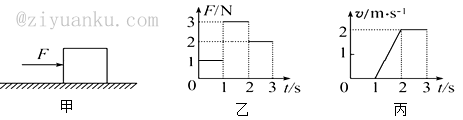 @ziyuanku.com
F
甲
F/N
3
2
1
0
1 2 3 t/s
乙
v/m·s⁻¹
2
1
0
1 2 3 t/s
丙